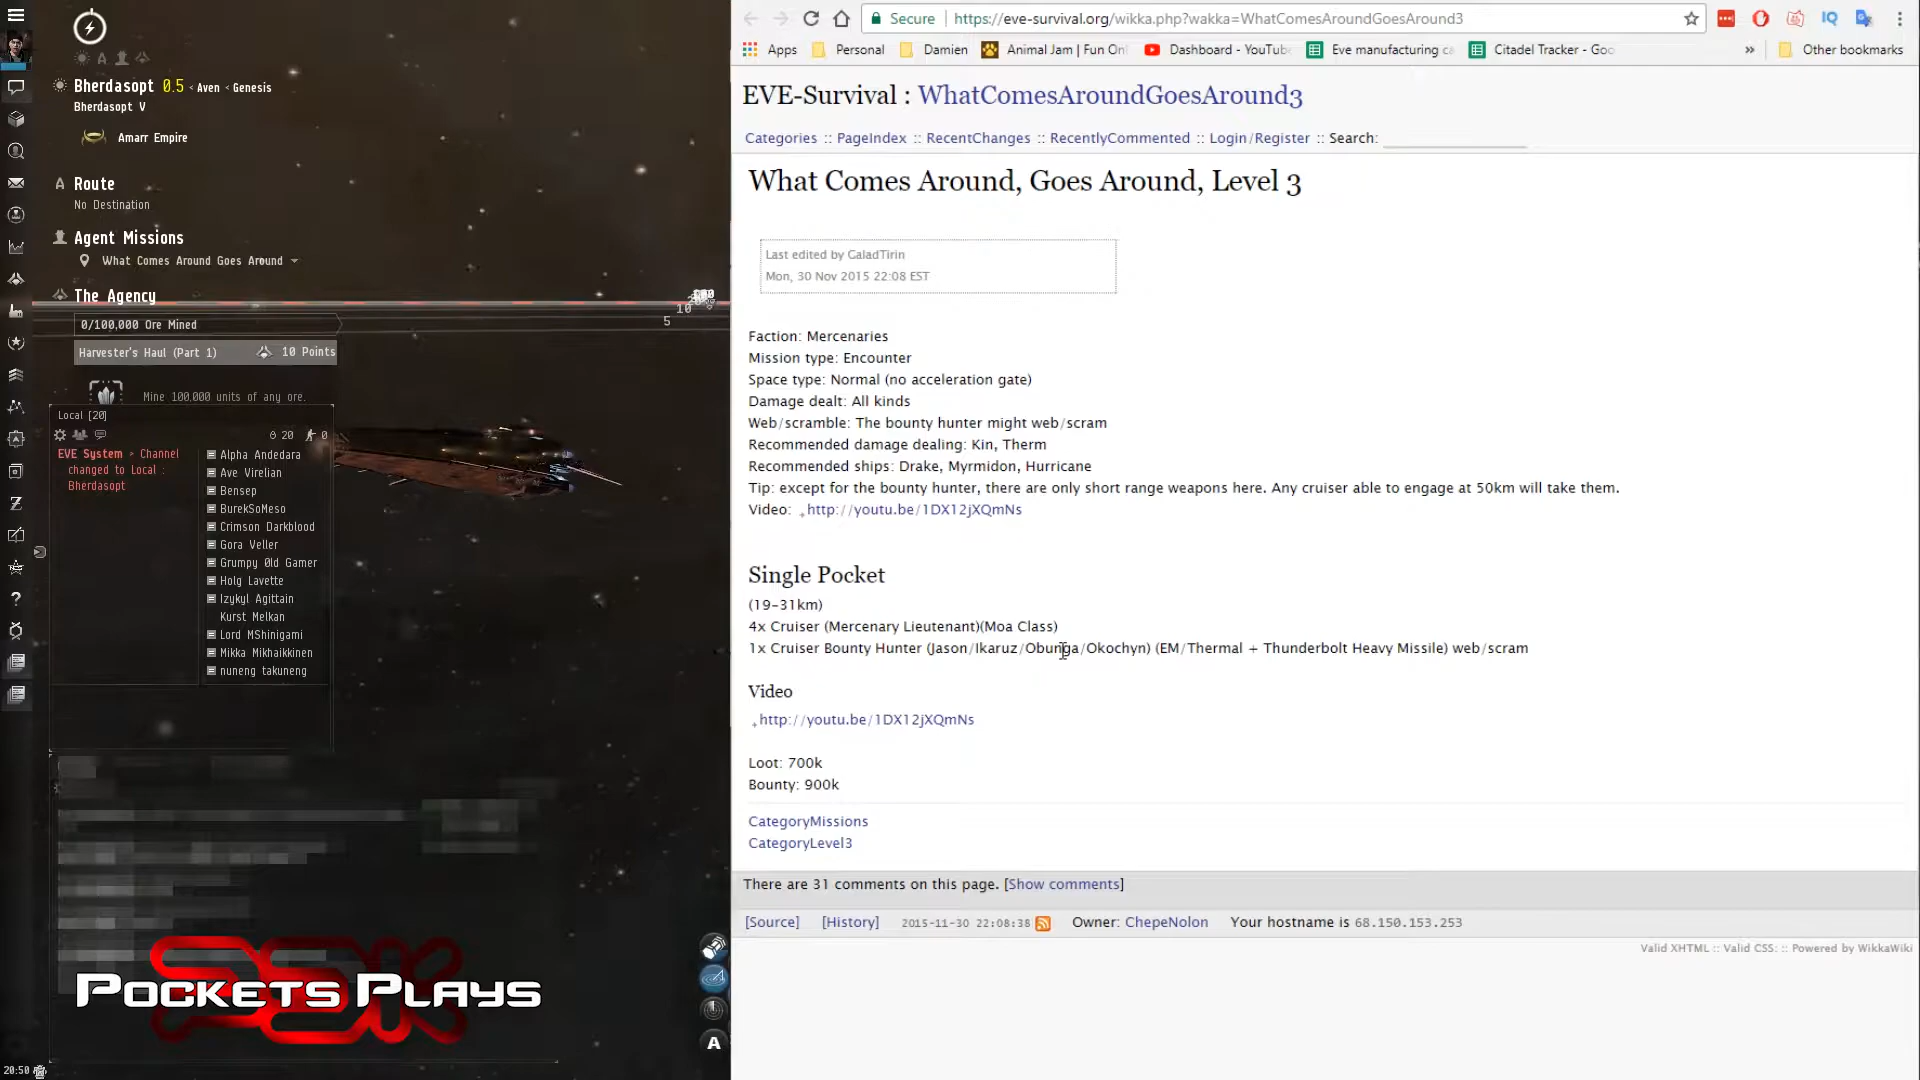 Bherdasopt 0.5 < Aven < Genesis
Bherdasopt V
Amarr Empire
Route
No Destination
Agent Missions
What Comes Around Goes Around
The Agency
0/100,000 Ore Mined
Harvester's Haul (Part 1) 10 Points
Mine 100,000 units of any ore.
5
10
Local [20]
20 0
EVE System > Channel changed to Local : Bherdasopt
Alpha Andedara
Ave Virelian
Bensep
BurekSoMeso
Crimson Darkblood
Gora Veller
Grumpy Old Gamer
Holg Lavette
Izykyl Agittain
Kurst Melkan
Lord MShinigami
Mikka Mikhaikkinen
nuneng takuneng
POCKETS PLAYS
A
20:50
Secure https://eve-survival.org/wikka.php?wakka=WhatComesAroundGoesAround3
Apps Personal Damien Animal Jam | Fun Onl Dashboard - YouTube Eve manufacturing ca Citadel Tracker - Goo » Other bookmarks
EVE-Survival : WhatComesAroundGoesAround3
Categories :: PageIndex :: RecentChanges :: RecentlyCommented :: Login/Register :: Search:
What Comes Around, Goes Around, Level 3
Last edited by GaladTirin
Mon, 30 Nov 2015 22:08 EST
Faction: Mercenaries
Mission type: Encounter
Space type: Normal (no acceleration gate)
Damage dealt: All kinds
Web/scramble: The bounty hunter might web/scram
Recommended damage dealing: Kin, Therm
Recommended ships: Drake, Myrmidon, Hurricane
Tip: except for the bounty hunter, there are only short range weapons here. Any cruiser able to engage at 50km will take them.
Video: http://youtu.be/1DX12jXQmNs
Single Pocket
(19-31km)
4x Cruiser (Mercenary Lieutenant)(Moa Class)
1x Cruiser Bounty Hunter (Jason/Ikaruz/Obunga/Okochyn) (EM/Thermal + Thunderbolt Heavy Missile) web/scram
Video
http://youtu.be/1DX12jXQmNs
Loot: 700k
Bounty: 900k
CategoryMissions
CategoryLevel3
There are 31 comments on this page. [Show comments]
[Source] [History] 2015-11-30 22:08:38 Owner: ChepeNolon Your hostname is 68.150.153.253
Valid XHTML :: Valid CSS: :: Powered by WikkaWiki